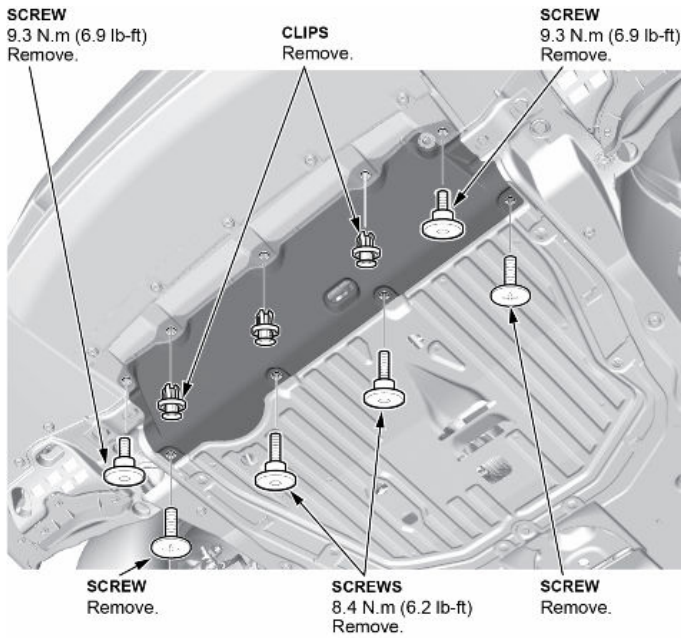 SCREW
9.3 N.m (6.9 lb-ft)
Remove.
CLIPS
Remove.
SCREW
9.3 N.m (6.9 lb-ft)
Remove.
SCREW
Remove.
SCREWS
8.4 N.m (6.2 lb-ft)
Remove.
SCREW
Remove.